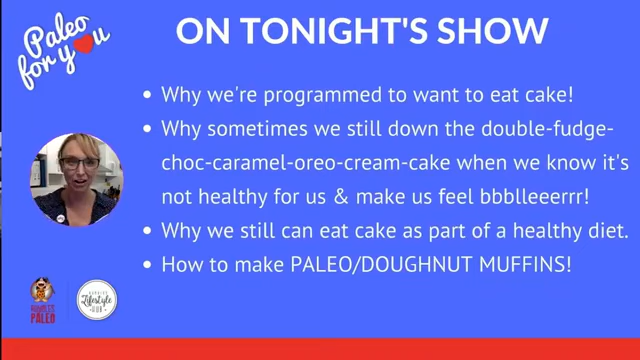 Paleo
for you
ON TONIGHT'S SHOW
• Why we're programmed to want to eat cake!
• Why sometimes we still down the double-fudge-
choc-caramel-oreo-cream-cake when we know it's
not healthy for us & make us feel bbblleeerrr!
• Why we still can eat cake as part of a healthy diet.
• How to make PALEO/DOUGHNUT MUFFINS!
PALEO
Lifestyle